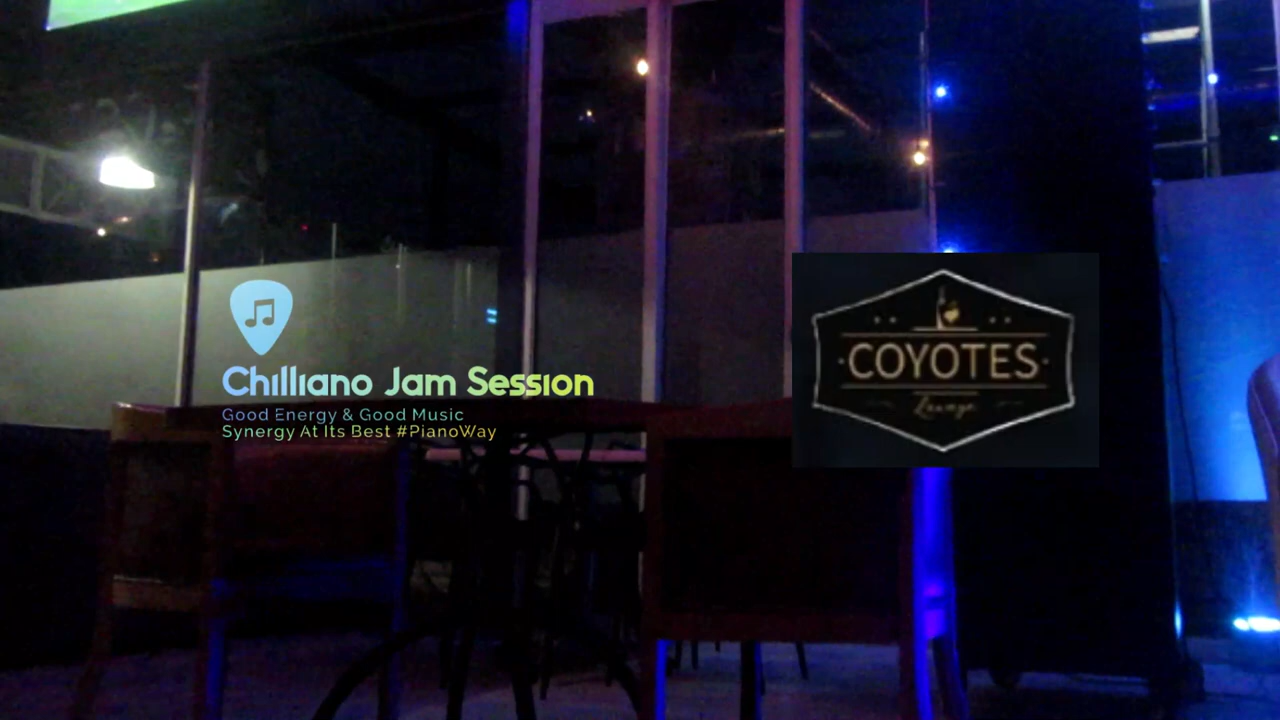 Chilliano Jam Session
Good Energy & Good Music
Synergy At Its Best #PianoWay
COYOTES
Lounge